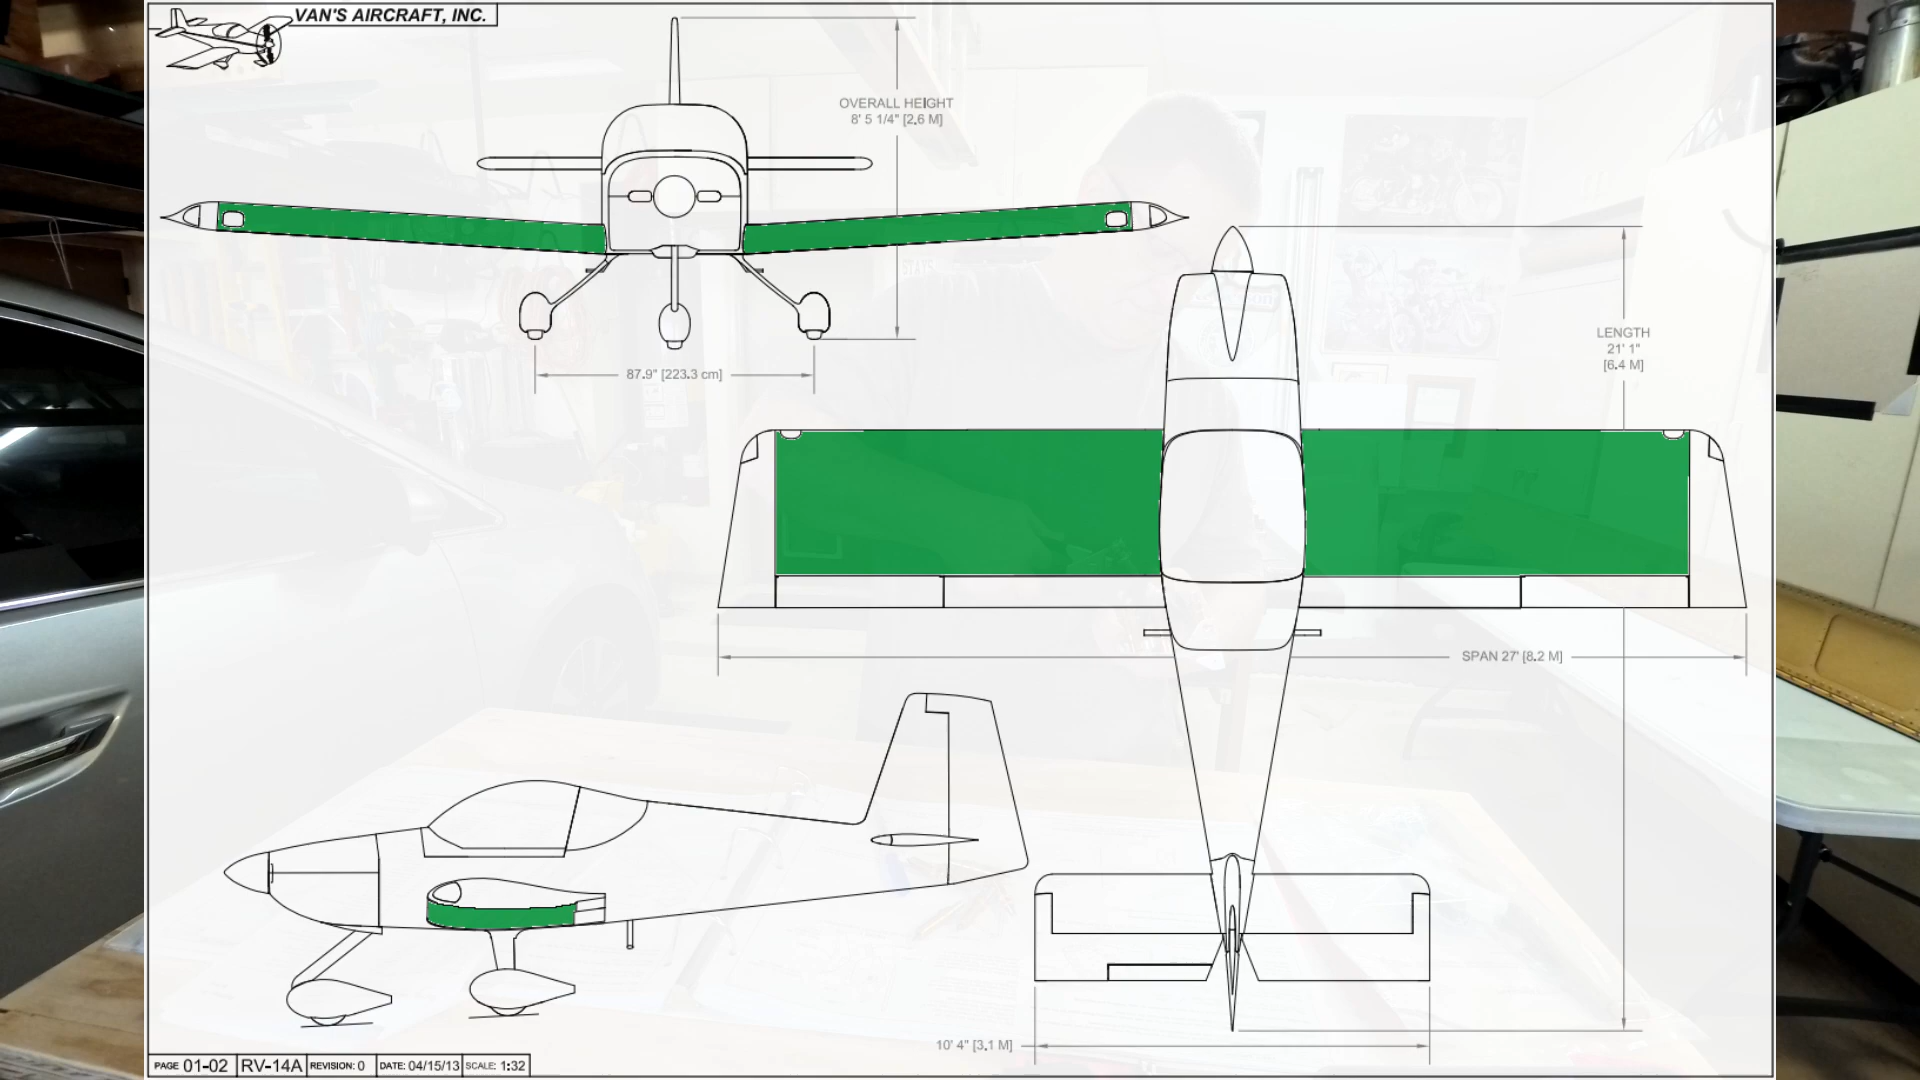 VAN'S AIRCRAFT, INC.
OVERALL HEIGHT
8' 5 1/4" [2.6 M]
87.9" [223.3 cm]
LENGTH
21' 1"
[6.4 M]
SPAN 27' [8.2 M]
10' 4" [3.1 M]
PAGE 01-02 RV-14A REVISION: 0 DATE: 04/15/13 SCALE: 1:32